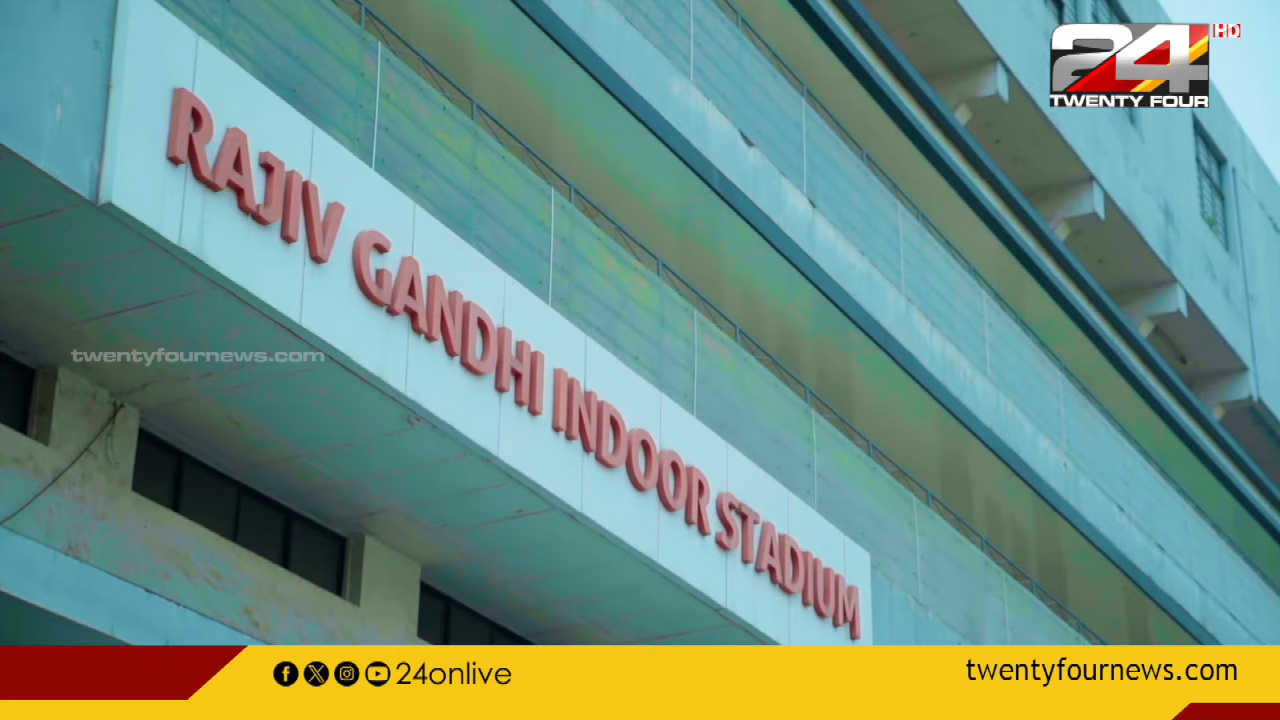 24 HD
TWENTY FOUR
RAJIV GANDHI INDOOR STADIUM
twentyfournews.com
24onlive
twentyfournews.com